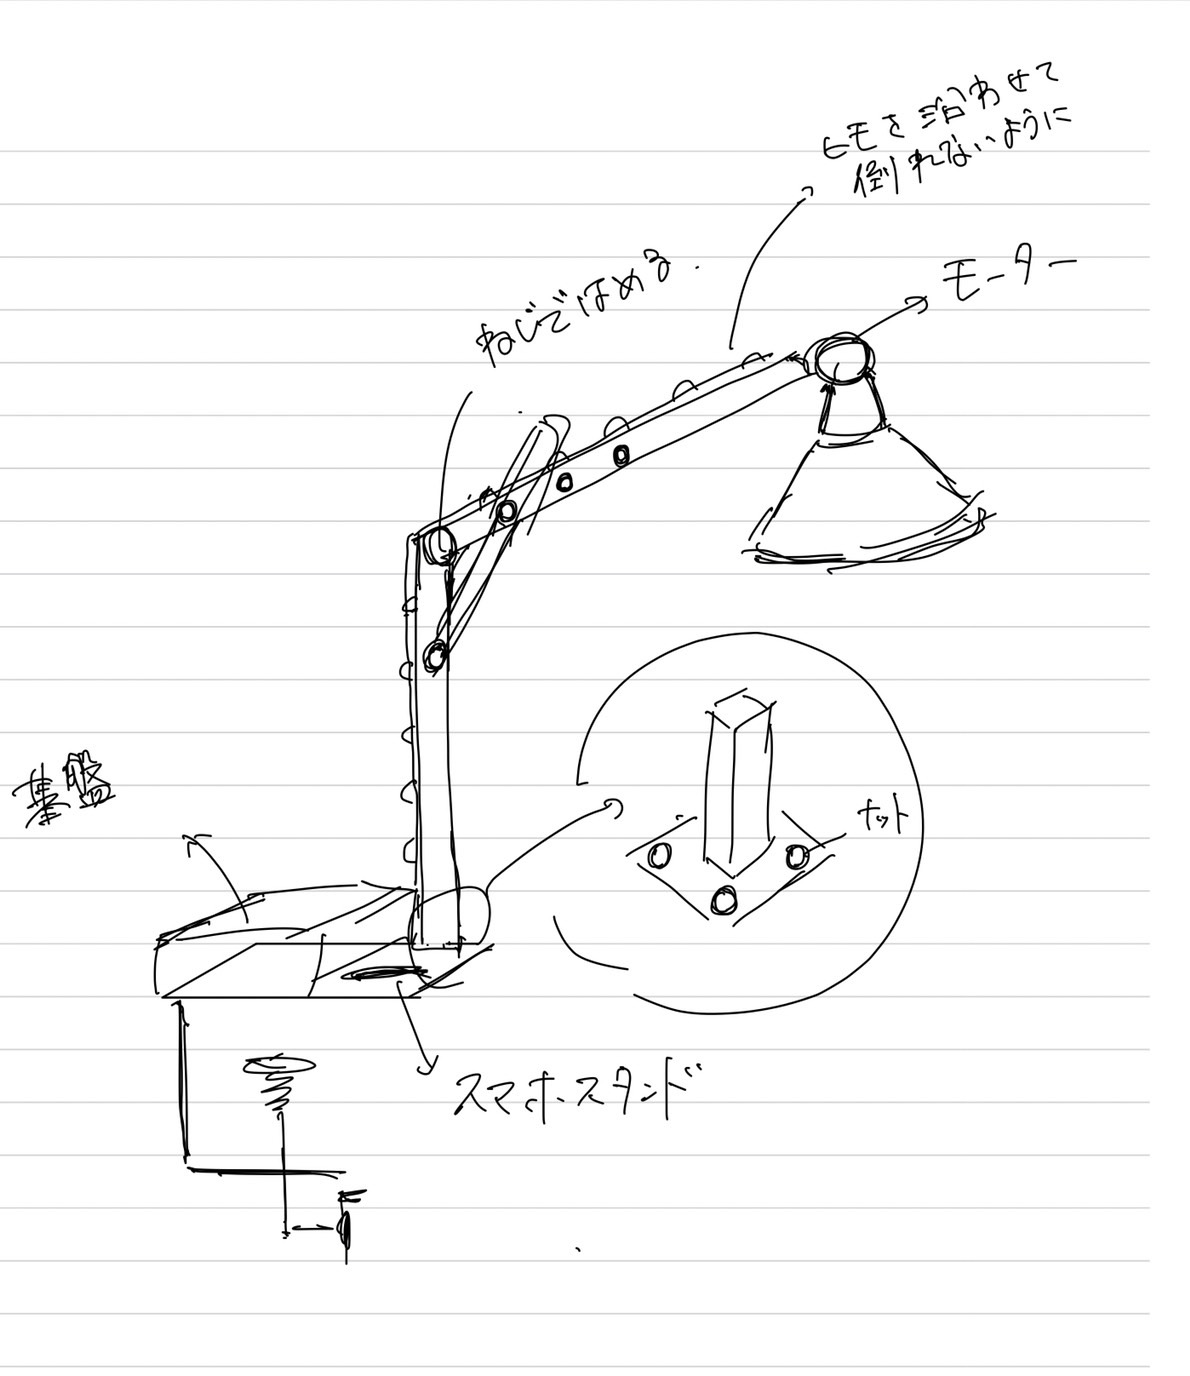 ヒモを沿わせて
倒れないように
モーター
ねじではめる.
基盤
ナット
スマホスタンド